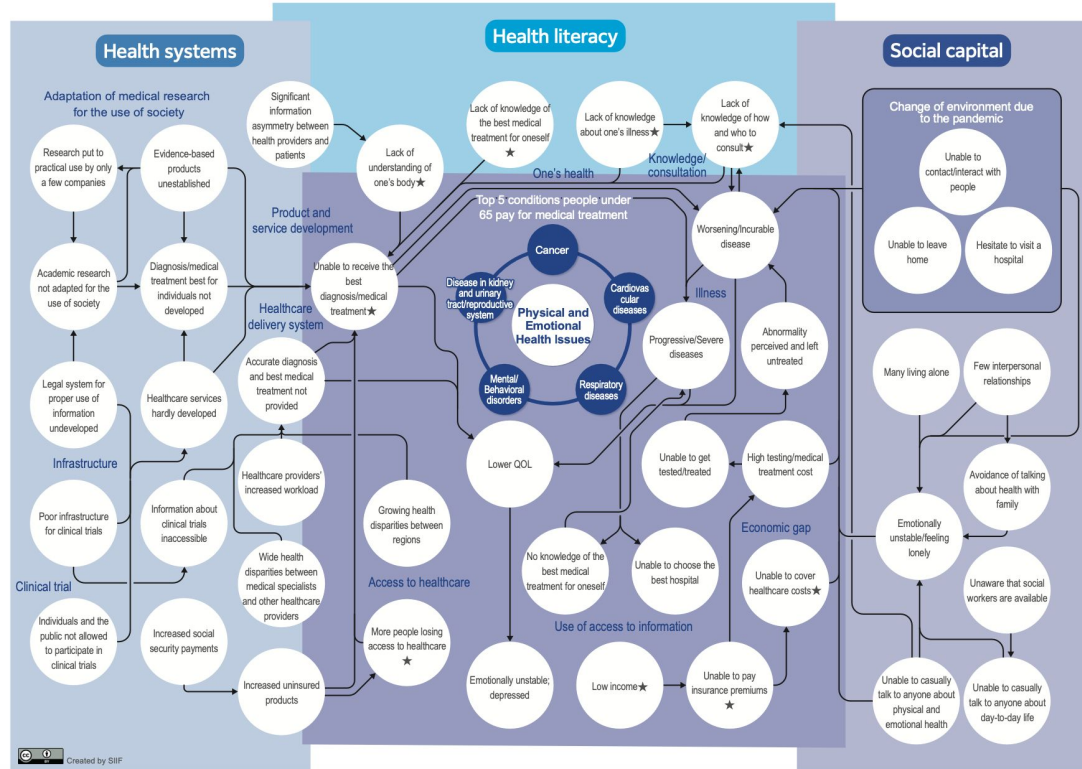 Health systems
Health literacy
Social capital
Adaptation of medical research
for the use of society
Research put to
practical use by only
a few companies
Evidence-based
products
unestablished
Significant
information
asymmetry between
health providers and
patients
Lack of
understanding of
one's body★
Lack of knowledge of
the best medical
treatment for oneself
★
Lack of knowledge
about one's illness★
Lack of
knowledge of how
and who to
consult★
One's health
Knowledge/
consultation
Change of environment due
to the pandemic
Unable to
contact/interact with
people
Unable to leave
home
Hesitate to visit a
hospital
Product and
service development
Top 5 conditions people under
65 pay for medical treatment
Worsening/Incurable
disease
Academic research
not adapted for the
use of society
Diagnosis/medical
treatment best for
individuals not
developed
Unable to receive the
best
diagnosis/medical
treatment★
Cancer
Disease in kidney
and urinary
tract/reproductive
system
Cardiovas
cular
diseases
Physical and
Emotional
Health Issues
Mental/
Behavioral
disorders
Respiratory
diseases
Illness
Healthcare
delivery system
Progressive/Severe
diseases
Abnormality
perceived and left
untreated
Legal system for
proper use of
information
undeveloped
Healthcare services
hardly developed
Accurate diagnosis
and best medical
treatment not
provided
Many living alone
Few interpersonal
relationships
Infrastructure
Healthcare providers'
increased workload
Lower QOL
Unable to get
tested/treated
High testing/medical
treatment cost
Avoidance of talking
about health with
family
Poor infrastructure
for clinical trials
Information about
clinical trials
inaccessible
Growing health
disparities between
regions
Economic gap
Emotionally
unstable/feeling
lonely
Clinical trial
Wide health
disparities between
medical specialists
and other healthcare
providers
Access to healthcare
No knowledge of the
best medical
treatment for oneself
Unable to choose the
best hospital
Unable to cover
healthcare costs★
Unaware that social
workers are available
Use of access to information
Individuals and the
public not allowed
to participate in
clinical trials
Increased social
security payments
More people losing
access to healthcare
★
Increased uninsured
products
Emotionally unstable;
depressed
Low income★
Unable to pay
insurance premiums
★
Unable to casually
talk to anyone about
physical and
emotional health
Unable to casually
talk to anyone about
day-to-day life
cc
BY
Created by SIIF